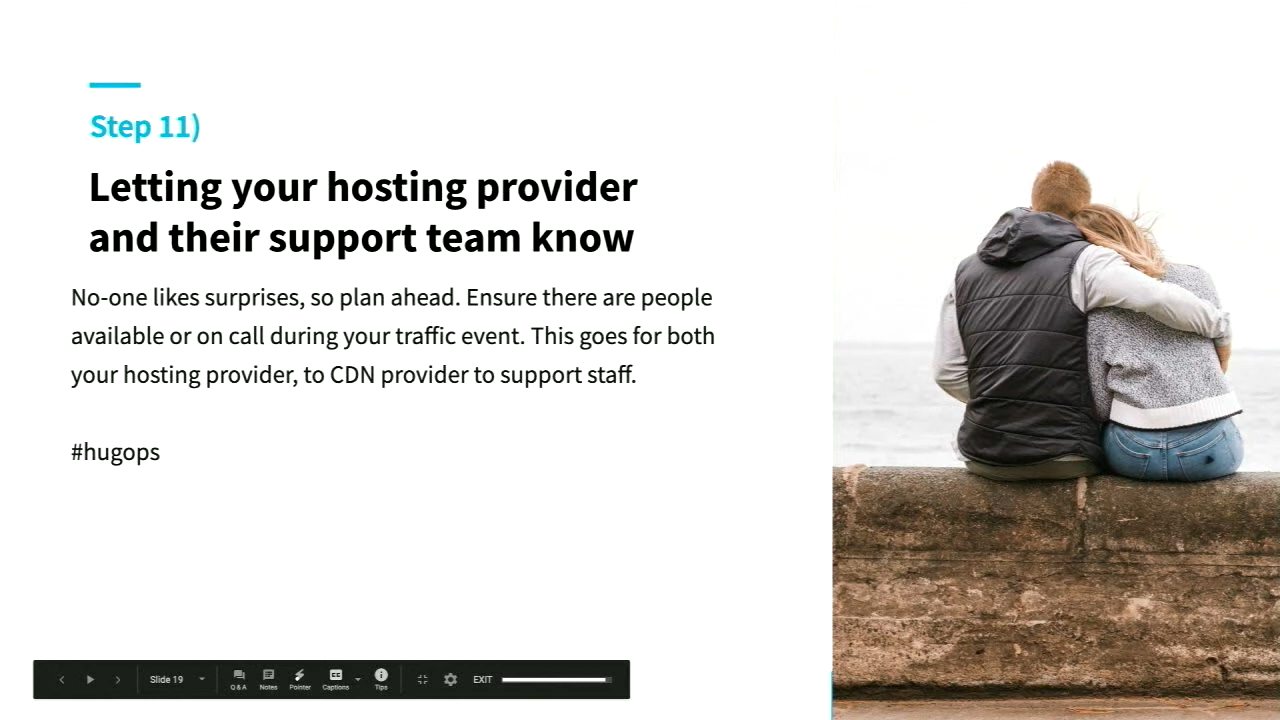 Step 11)
Letting your hosting provider
and their support team know
No-one likes surprises, so plan ahead. Ensure there are people
available or on call during your traffic event. This goes for both
your hosting provider, to CDN provider to support staff.
#hugops
Slide 19
Q&A
Notes
Pointer
CC
Captions
Tips
EXIT